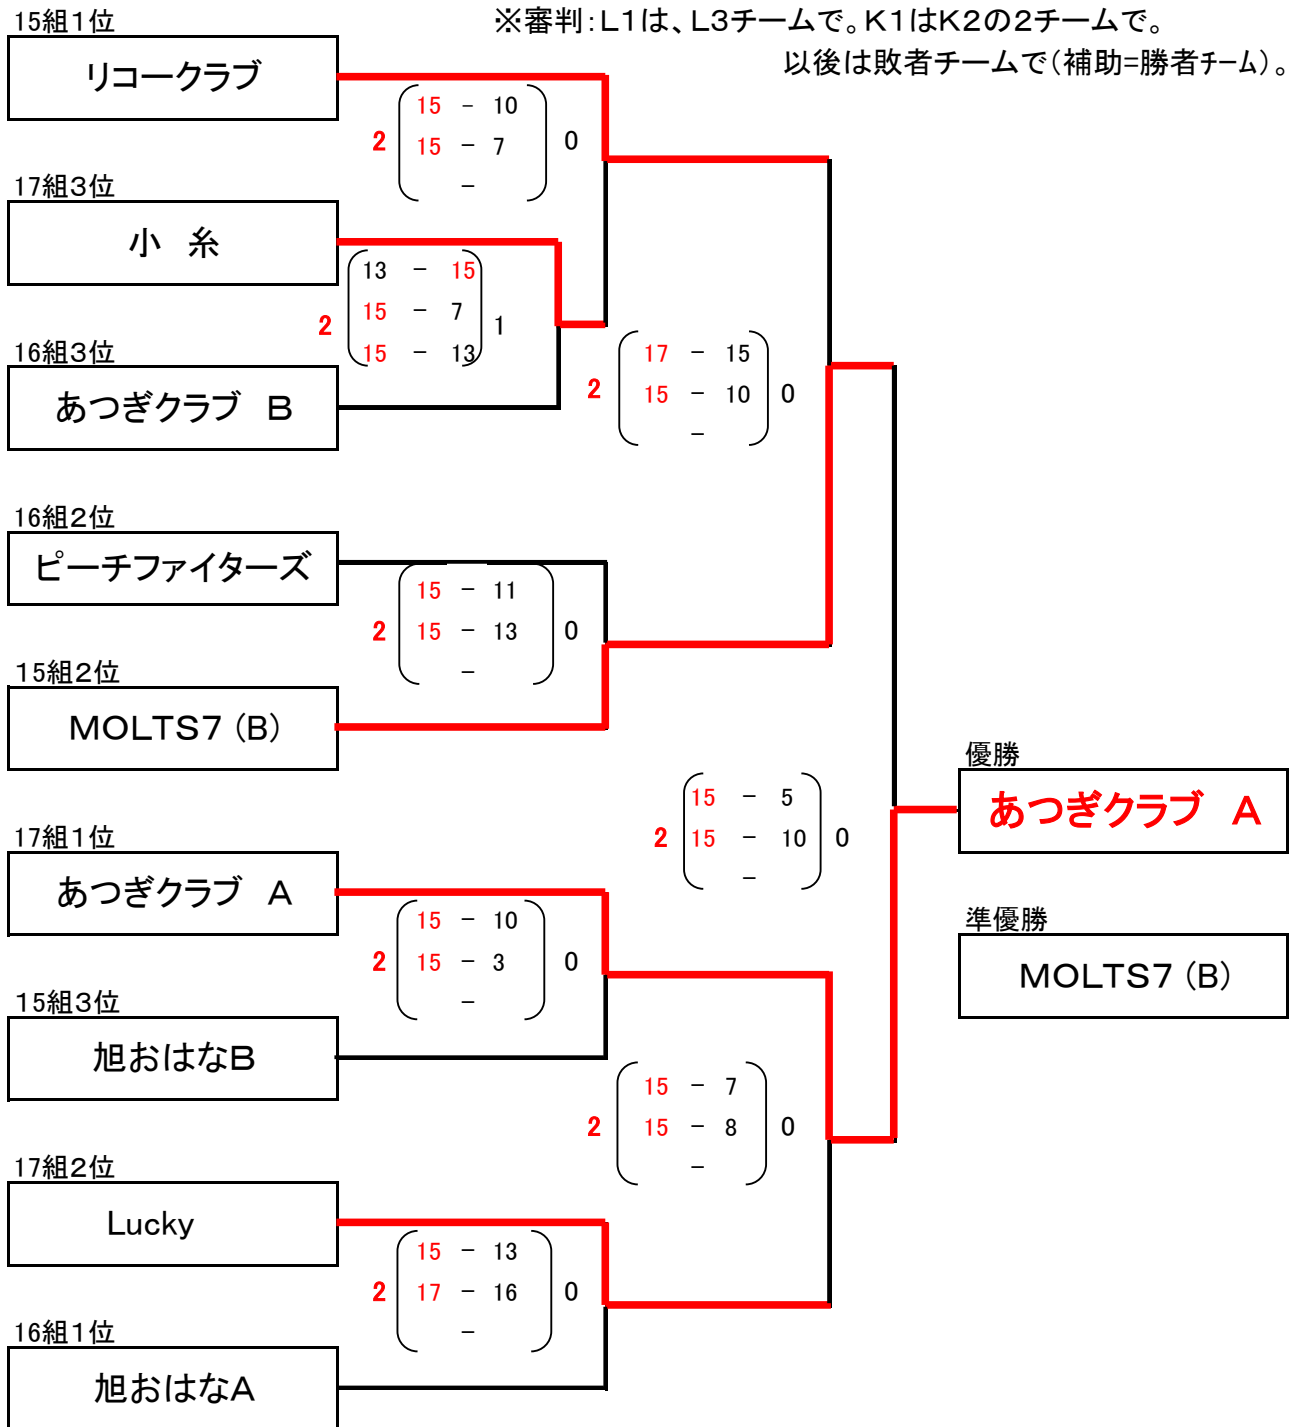 ※審判：L1は、L3チームで。K1はK2の2チームで。
以後は敗者チームで（補助=勝者ﾁｰﾑ）。
15組1位
リコークラブ
15 － 10
2 15 － 7 0
－
17組3位
小　糸
13 － 15
2 15 － 7 1
15 － 13
16組3位
あつぎクラブ　B
17 － 15
2 15 － 10 0
－
16組2位
ピーチファイターズ
15 － 11
2 15 － 13 0
－
15組2位
MOLTS7 (B)
優勝
あつぎクラブ　A
15 － 5
2 15 － 10 0
－
17組1位
あつぎクラブ　A
15 － 10
2 15 － 3 0
－
準優勝
MOLTS7 (B)
15組3位
旭おはなB
15 － 7
2 15 － 8 0
－
17組2位
Lucky
15 － 13
2 17 － 16 0
－
16組1位
旭おはなA